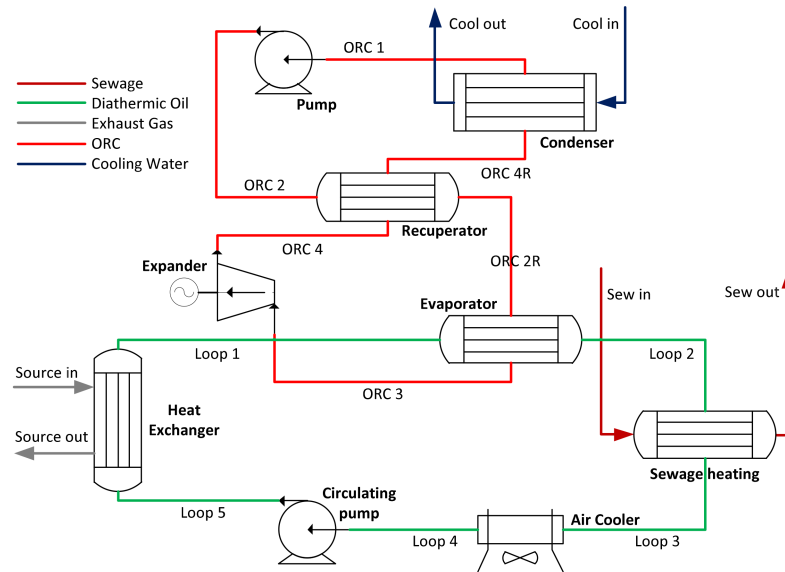 Cool out
Cool in
ORC 1
Sewage
Diathermic Oil
Exhaust Gas
ORC
Cooling Water
Pump
Condenser
ORC 4R
ORC 2
Recuperator
ORC 4
ORC 2R
Expander
Evaporator
Sew in
Sew out
Loop 1
Loop 2
Source in
ORC 3
Heat
Exchanger
Source out
Sewage heating
Circulating
pump
Loop 5
Air Cooler
Loop 4
Loop 3